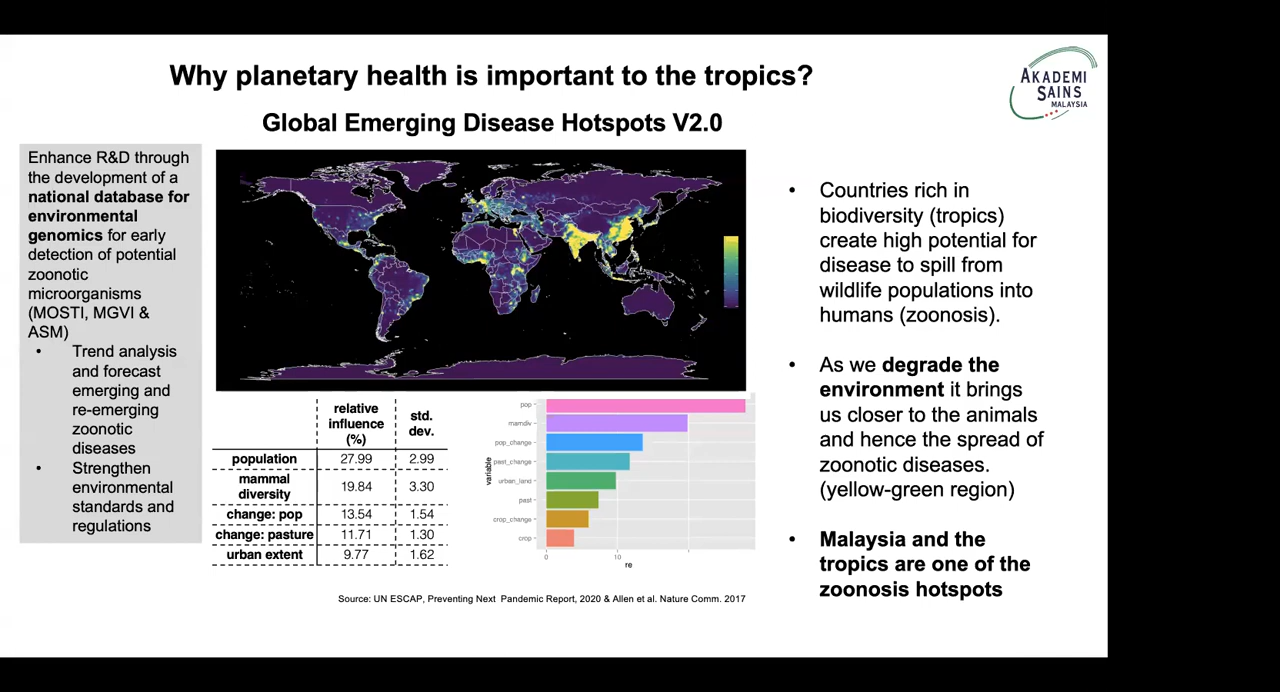 Why planetary health is important to the tropics?
AKADEMI
SAINS
MALAYSIA
Global Emerging Disease Hotspots V2.0
Enhance R&D through
the development of a
national database for
environmental
genomics for early
detection of potential
zoonotic
microorganisms
(MOSTI, MGVI &
ASM)
• Trend analysis
and forecast
emerging and
re-emerging
zoonotic
diseases
• Strengthen
environmental
standards and
regulations
relative
influence
(%)
std.
dev.
population 27.99 2.99
mammal
diversity 19.84 3.30
change: pop 13.54 1.54
change: pasture 11.71 1.30
urban extent 9.77 1.62
variable
pop
mamdiv
pop_change
past_change
urban_land
past
crop_change
crop
0 10
re
Source: UN ESCAP, Preventing Next Pandemic Report, 2020 & Allen et al. Nature Comm. 2017
• Countries rich in
biodiversity (tropics)
create high potential for
disease to spill from
wildlife populations into
humans (zoonosis).
• As we degrade the
environment it brings
us closer to the animals
and hence the spread of
zoonotic diseases.
(yellow-green region)
• Malaysia and the
tropics are one of the
zoonosis hotspots